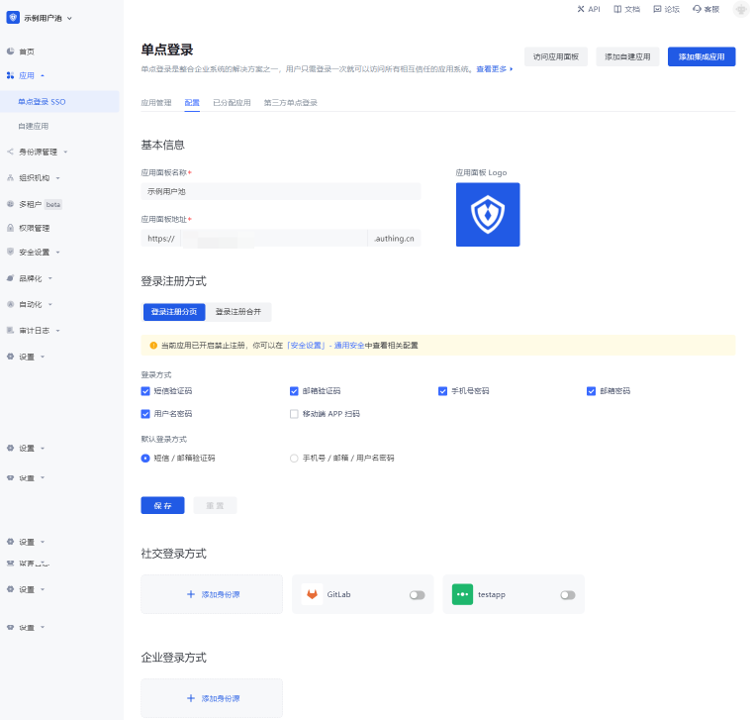 示例用户池
API 文档 论坛 客服
首页
应用
单点登录 SSO
自建应用
身份源管理
组织机构
多租户 beta
权限管理
安全设置
品牌化
自动化
审计日志
设置
设置
设置
设置
设置
设置
单点登录
单点登录是整合企业系统的解决方案之一，用户只需登录一次就可以访问所有相互信任的应用系统。查看更多
访问应用面板 添加自建应用 添加集成应用
应用管理 配置 已分配应用 第三方单点登录
基本信息
应用面板名称*
示例用户池
应用面板 Logo
应用面板地址*
https:// .authing.cn
登录注册方式
登录注册分页 登录注册合并
当前应用已开启禁止注册，你可以在「安全设置」- 通用安全中查看相关配置
登录方式
短信验证码 邮箱验证码 手机号密码 邮箱密码
用户名密码 移动端 APP 扫码
默认登录方式
短信 / 邮箱验证码 手机号 / 邮箱 / 用户名密码
保存 重置
社交登录方式
+ 添加身份源 GitLab testapp
企业登录方式
+ 添加身份源